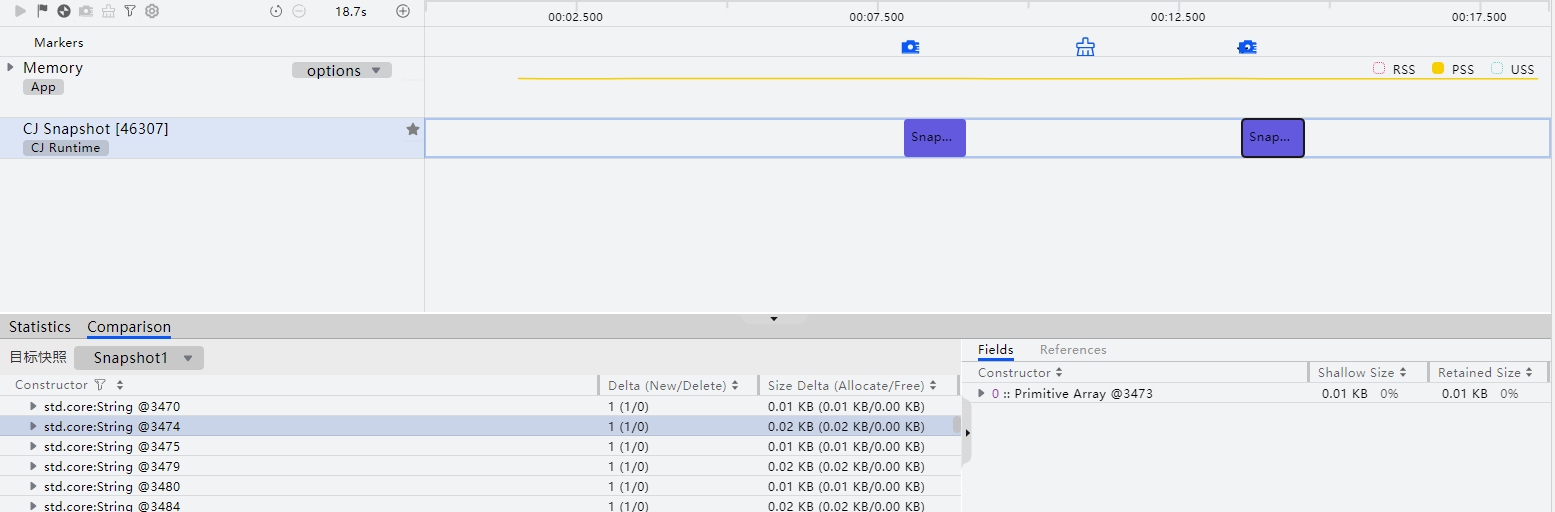 18.7s
00:02.500 00:07.500 00:12.500 00:17.500
Markers
Memory options
App
RSS PSS USS
CJ Snapshot [46307]
CJ Runtime
Snap... Snap...
Statistics Comparison
目标快照 Snapshot1
Constructor Delta (New/Delete) Size Delta (Allocate/Free)
std.core:String @3470 1 (1/0) 0.01 KB (0.01 KB/0.00 KB)
std.core:String @3474 1 (1/0) 0.02 KB (0.02 KB/0.00 KB)
std.core:String @3475 1 (1/0) 0.01 KB (0.01 KB/0.00 KB)
std.core:String @3479 1 (1/0) 0.02 KB (0.02 KB/0.00 KB)
std.core:String @3480 1 (1/0) 0.01 KB (0.01 KB/0.00 KB)
std.core:String @3484 1 (1/0) 0.02 KB (0.02 KB/0.00 KB)
Fields References
Constructor Shallow Size Retained Size
0 :: Primitive Array @3473 0.01 KB 0% 0.01 KB 0%